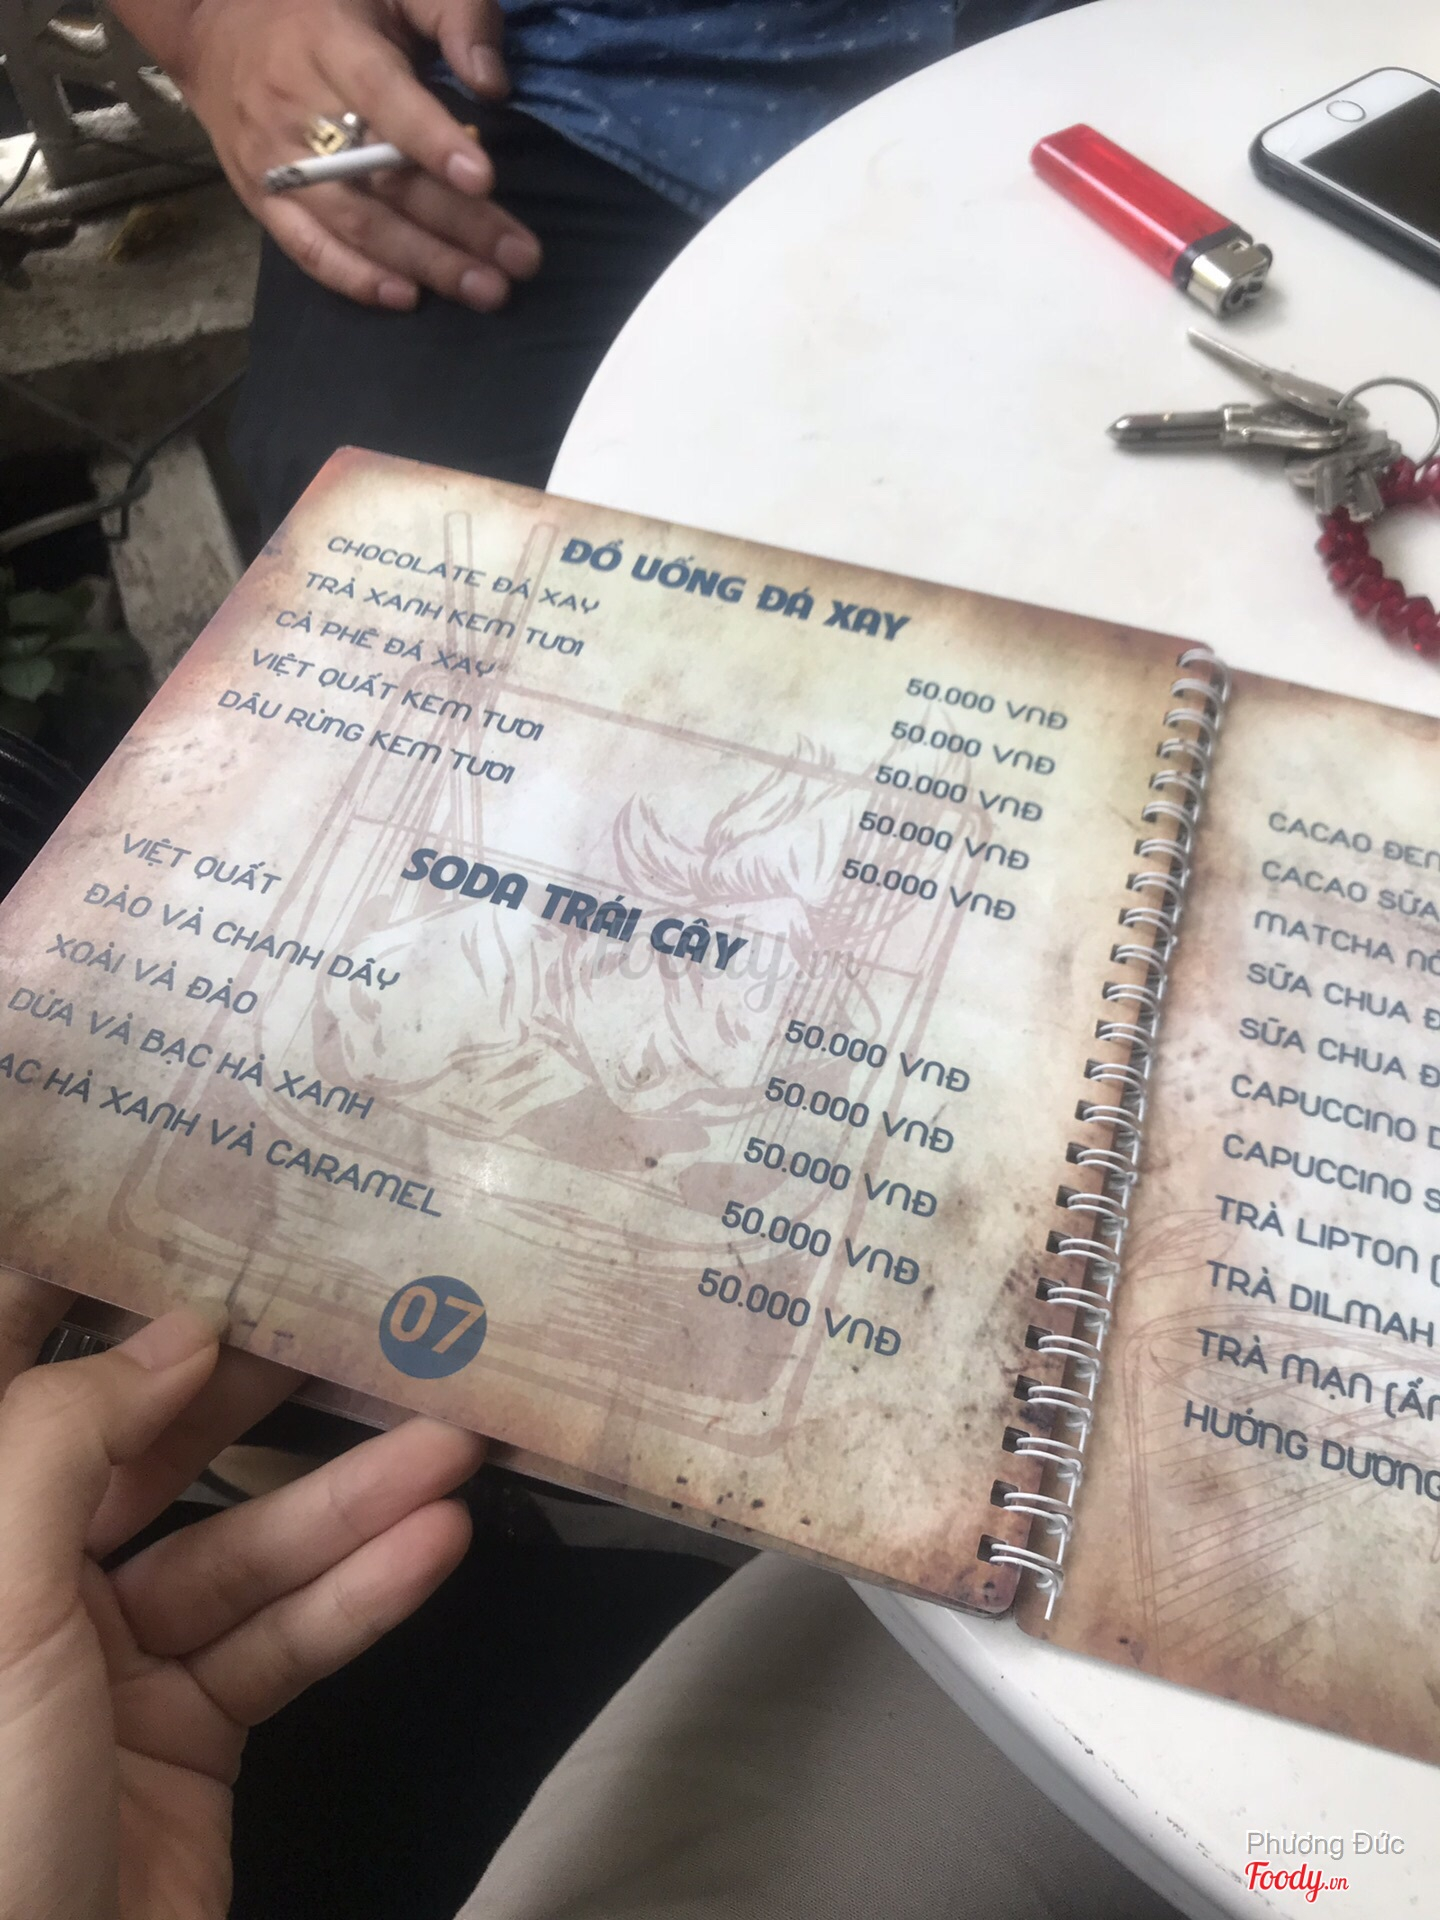 ĐỒ UỐNG ĐÁ XAY
CHOCOLATE ĐÁ XAY 50.000 VNĐ
TRÀ XANH KEM TƯƠI 50.000 VNĐ
CÀ PHÊ ĐÁ XAY 50.000 VNĐ
VIỆT QUẤT KEM TƯƠI 50.000 VNĐ
DÂU RỪNG KEM TƯƠI 50.000 VNĐ
SODA TRÁI CÂY
VIỆT QUẤT 50.000 VNĐ
ĐÀO VÀ CHANH DÂY 50.000 VNĐ
XOÀI VÀ ĐÀO 50.000 VNĐ
DỪA VÀ BẠC HÀ XANH 50.000 VNĐ
ẠC HÀ XANH VÀ CARAMEL 50.000 VNĐ
07
CACAO ĐEN
CACAO SỮA
MATCHA
SỮA CHUA
SỮA CHUA
CAPUCCINO
CAPUCCINO
TRÀ LIPTON
TRÀ DILMAH
TRÀ MẠN
HƯỚNG DƯƠNG
Foody.vn
Phương Đức
Foody.vn